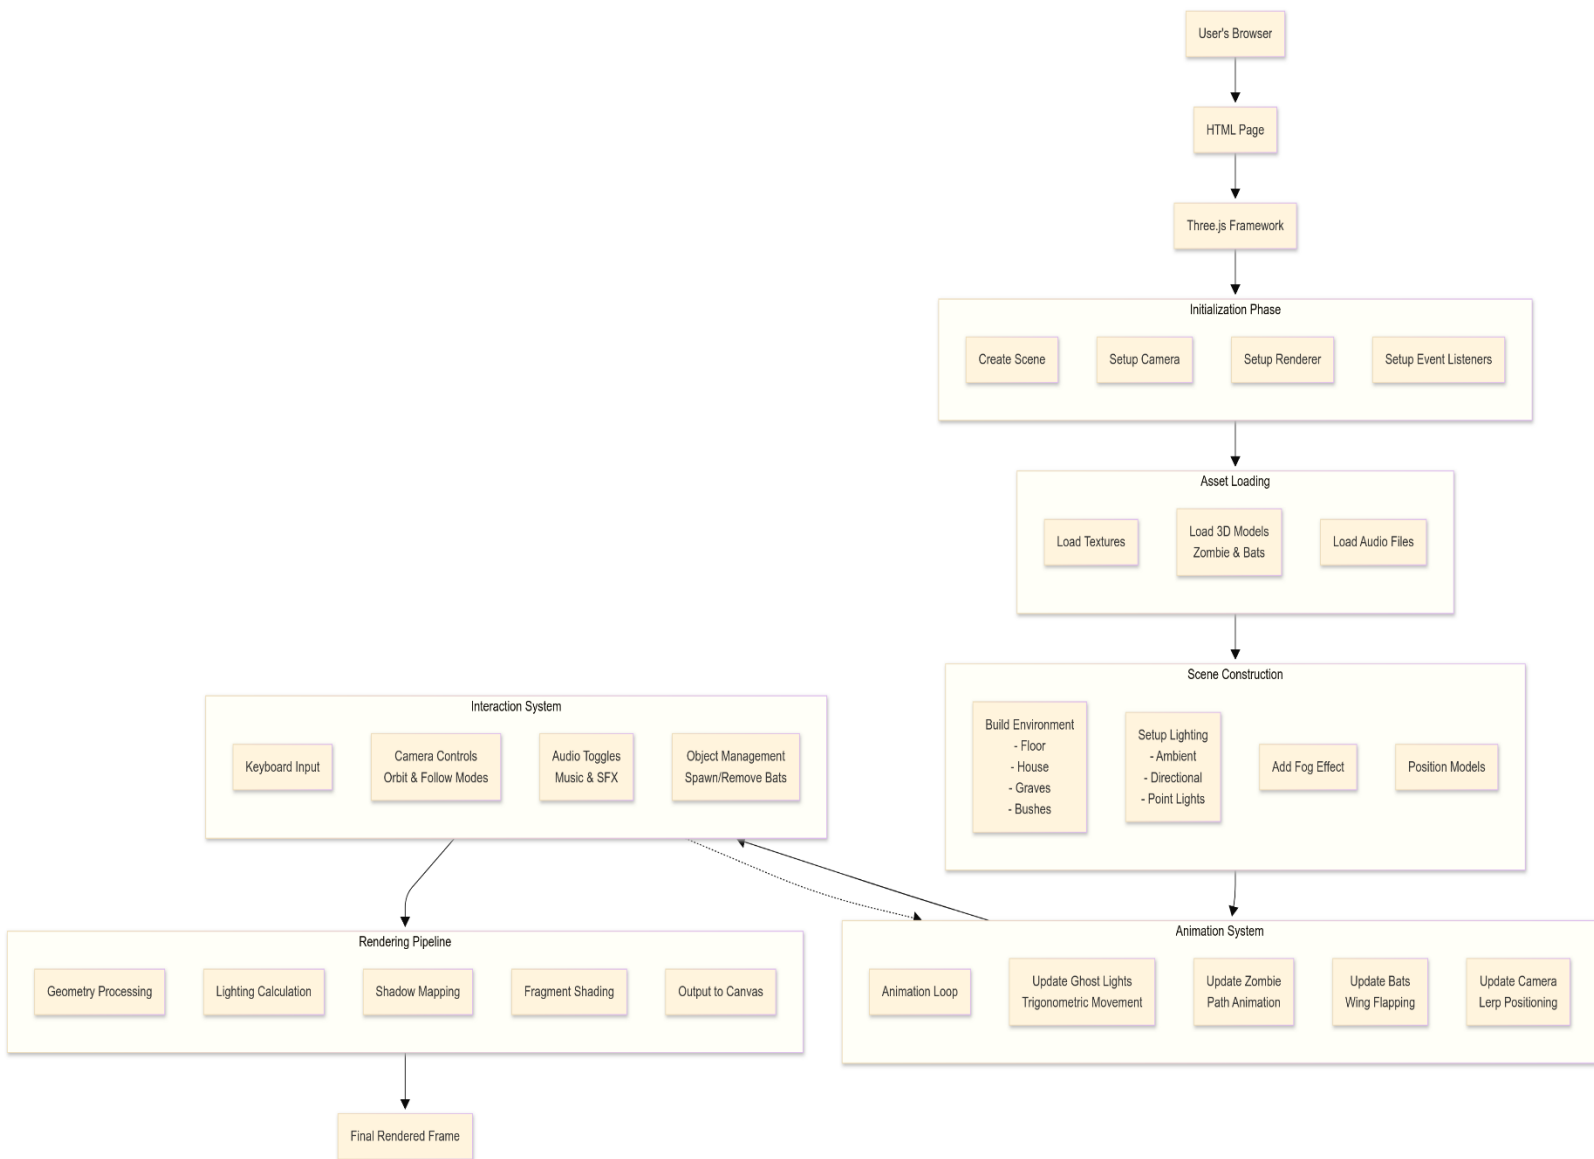 User's Browser
HTML Page
Three.js Framework
Initialization Phase
Create Scene
Setup Camera
Setup Renderer
Setup Event Listeners
Asset Loading
Load Textures
Load 3D Models
Zombie & Bats
Load Audio Files
Scene Construction
Build Environment
- Floor
- House
- Graves
- Bushes
Setup Lighting
- Ambient
- Directional
- Point Lights
Add Fog Effect
Position Models
Interaction System
Keyboard Input
Camera Controls
Orbit & Follow Modes
Audio Toggles
Music & SFX
Object Management
Spawn/Remove Bats
Animation System
Animation Loop
Update Ghost Lights
Trigonometric Movement
Update Zombie
Path Animation
Update Bats
Wing Flapping
Update Camera
Lerp Positioning
Rendering Pipeline
Geometry Processing
Lighting Calculation
Shadow Mapping
Fragment Shading
Output to Canvas
Final Rendered Frame